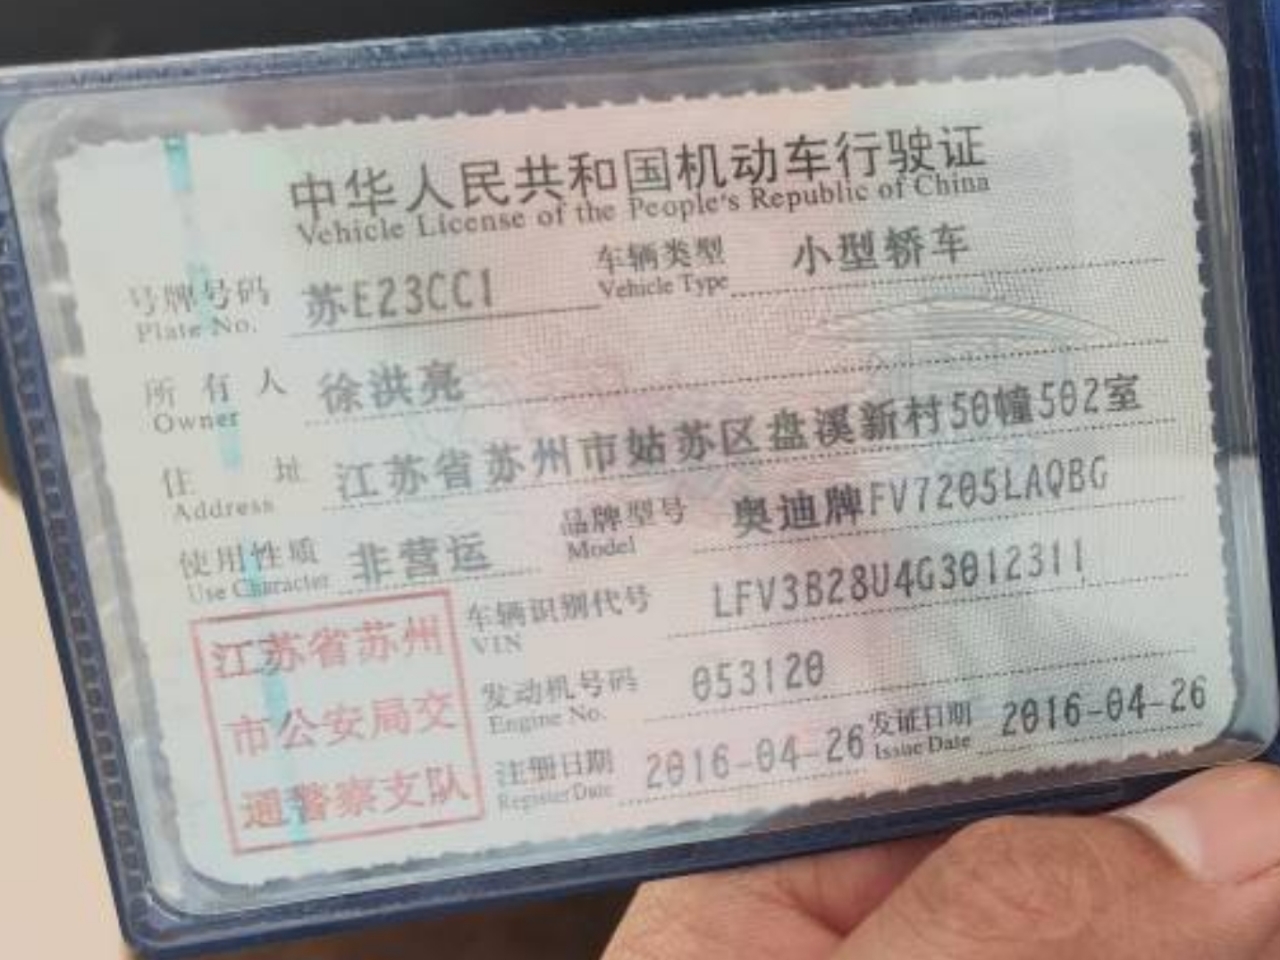 中华人民共和国机动车行驶证
Vehicle License of the People's Republic of China
号牌号码 苏E23CC1 车辆类型 小型轿车
Plate No. Vehicle Type
所有人 徐洪亮
Owner
住址 江苏省苏州市姑苏区盘溪新村50幢502室
Address
使用性质 非营运 品牌型号 奥迪牌FV7205LAQBG
Use Character Model
车辆识别代号 LFV3B28U4G3012311
VIN
发动机号码 053120
Engine No.
注册日期 2016-04-26 发证日期 2016-04-26
Register Date Issue Date
江苏省苏州
市公安局交
通警察支队